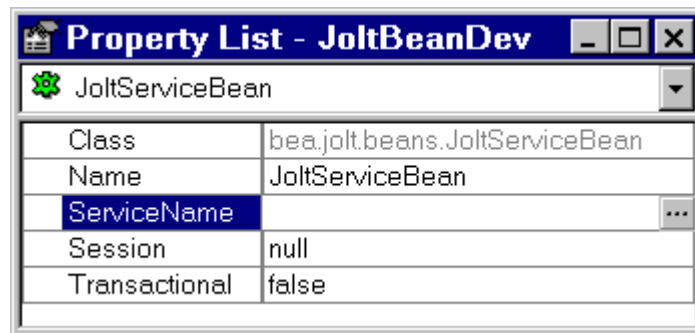 Property List - JoltBeanDev
JoltServiceBean
Class bea.jolt.beans.JoltServiceBean
Name JoltServiceBean
ServiceName ...
Session null
Transactional false